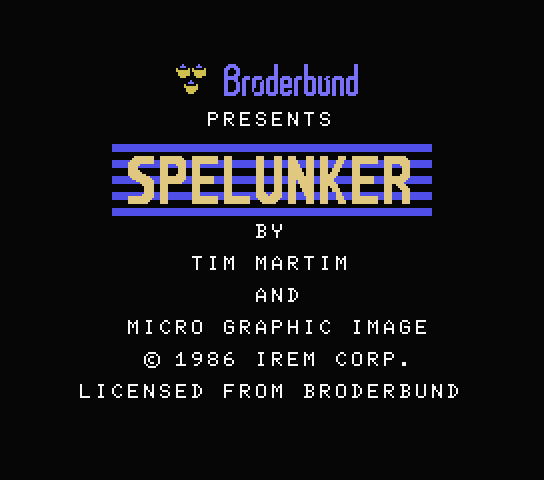 Broderbund
PRESENTS
SPELUNKER
BY
TIM MARTIM
AND
MICRO GRAPHIC IMAGE
© 1986 IREM CORP.
LICENSED FROM BRODERBUND